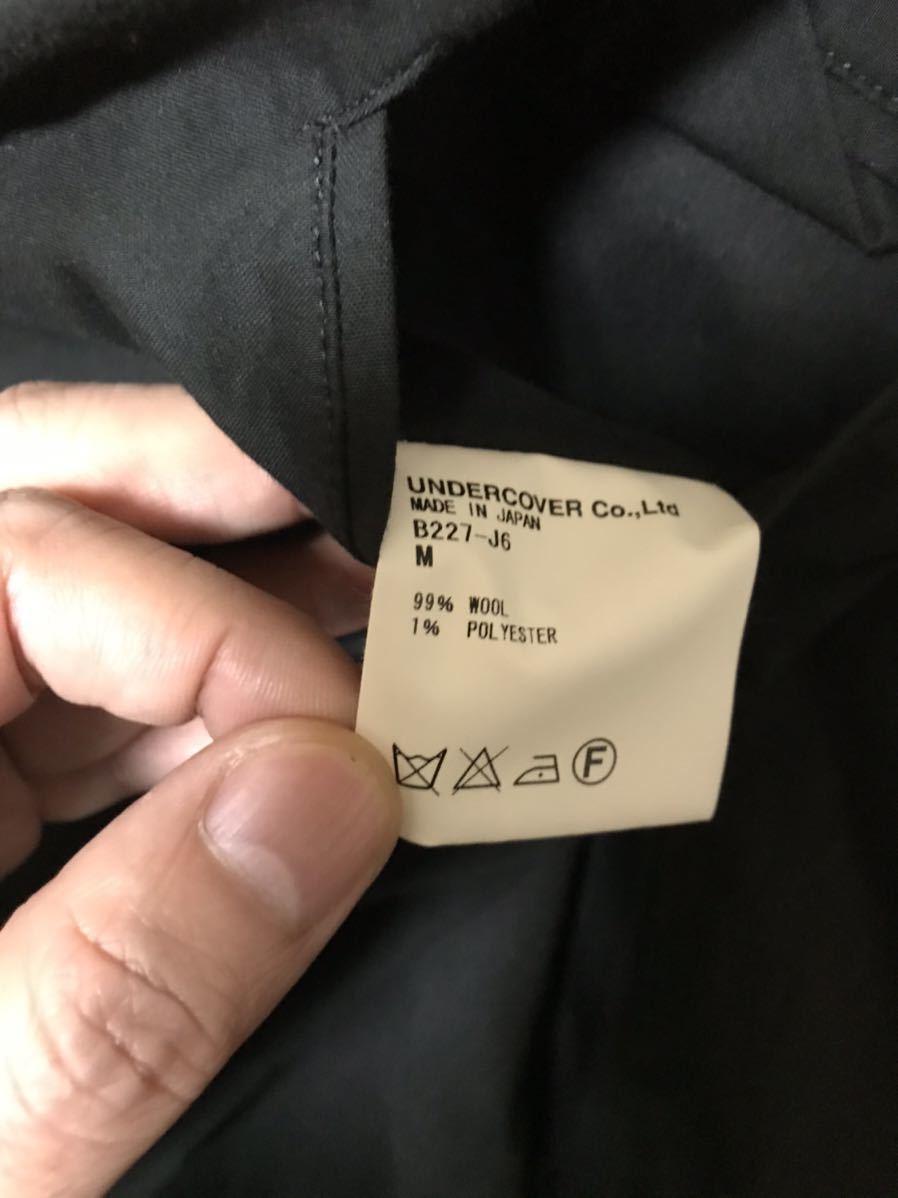 UNDERCOVER Co.,Ltd
MADE IN JAPAN
B227-J6
M
99% WOOL
1% POLYESTER
F